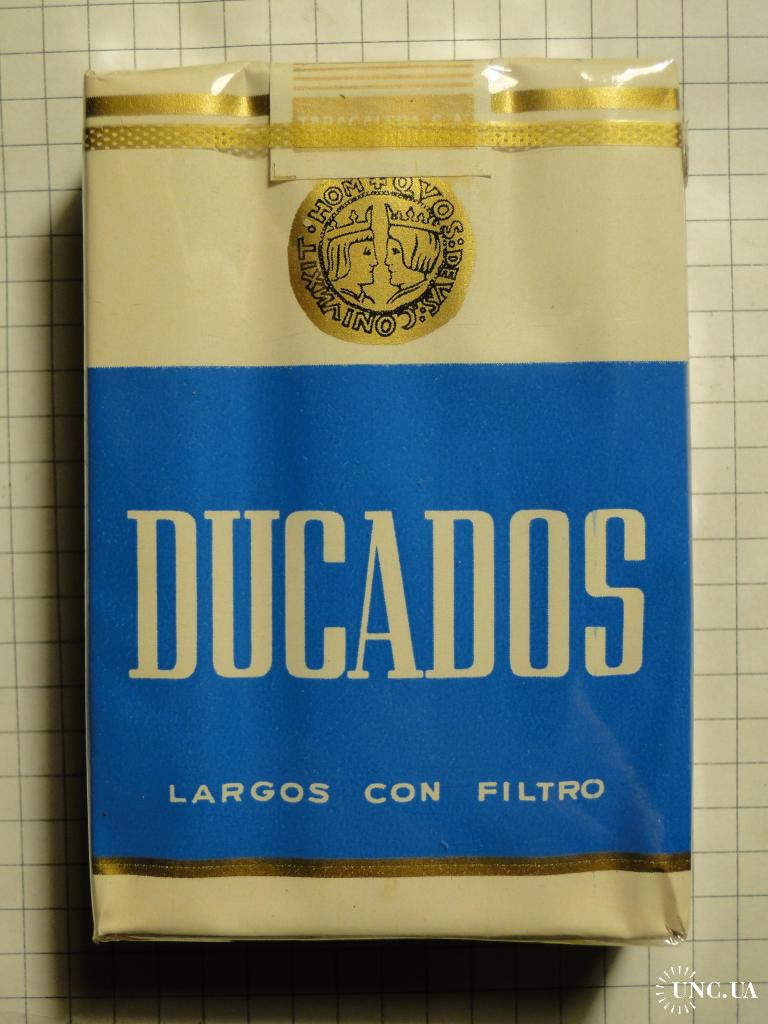 TABACALERA S.A.
QVOS:DEVS:CONIVNXIT·HOM+
DUCADOS
LARGOS CON FILTRO
UNC.UA